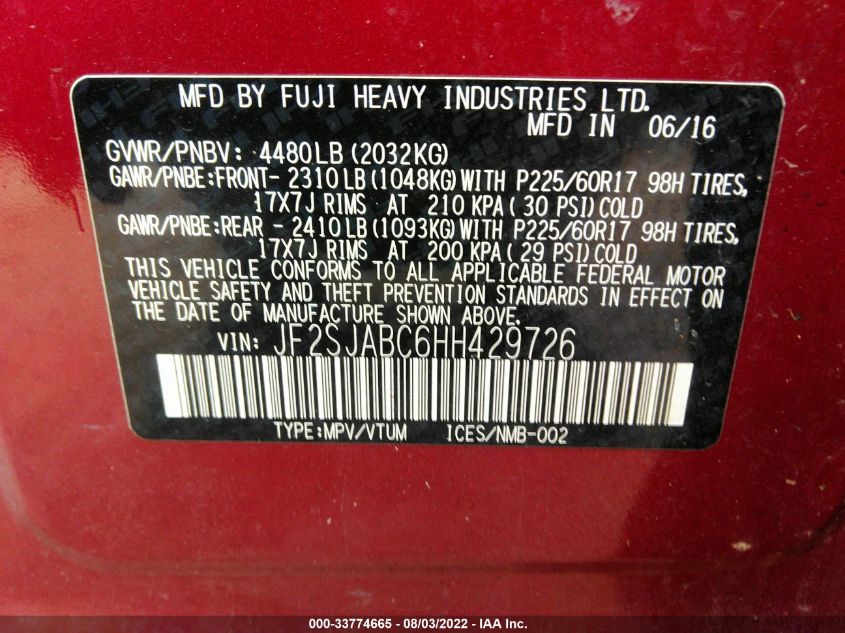 MFD BY FUJI HEAVY INDUSTRIES LTD.
MFD IN 06/16
GVWR/PNBV: 4480LB (2032KG)
GAWR/PNBE:FRONT- 2310LB (1048KG) WITH P225/60R17 98H TIRES,
17X7J RIMS AT 210 KPA( 30 PSI) COLD
GAWR/PNBE:REAR - 2410LB (1093KG) WITH P225/60R17 98H TIRES,
17X7J RIMS AT 200 KPA( 29 PSI) COLD
THIS VEHICLE CONFORMS TO ALL APPLICABLE FEDERAL MOTOR
VEHICLE SAFETY AND THEFT PREVENTION STANDARDS IN EFFECT ON
THE DATE OF MANUFACTURE SHOWN ABOVE.
VIN: JF2SJABC6HH429726
TYPE:MPV/VTUM ICES/NMB-002
000-33774665 - 08/03/2022 - IAA Inc.